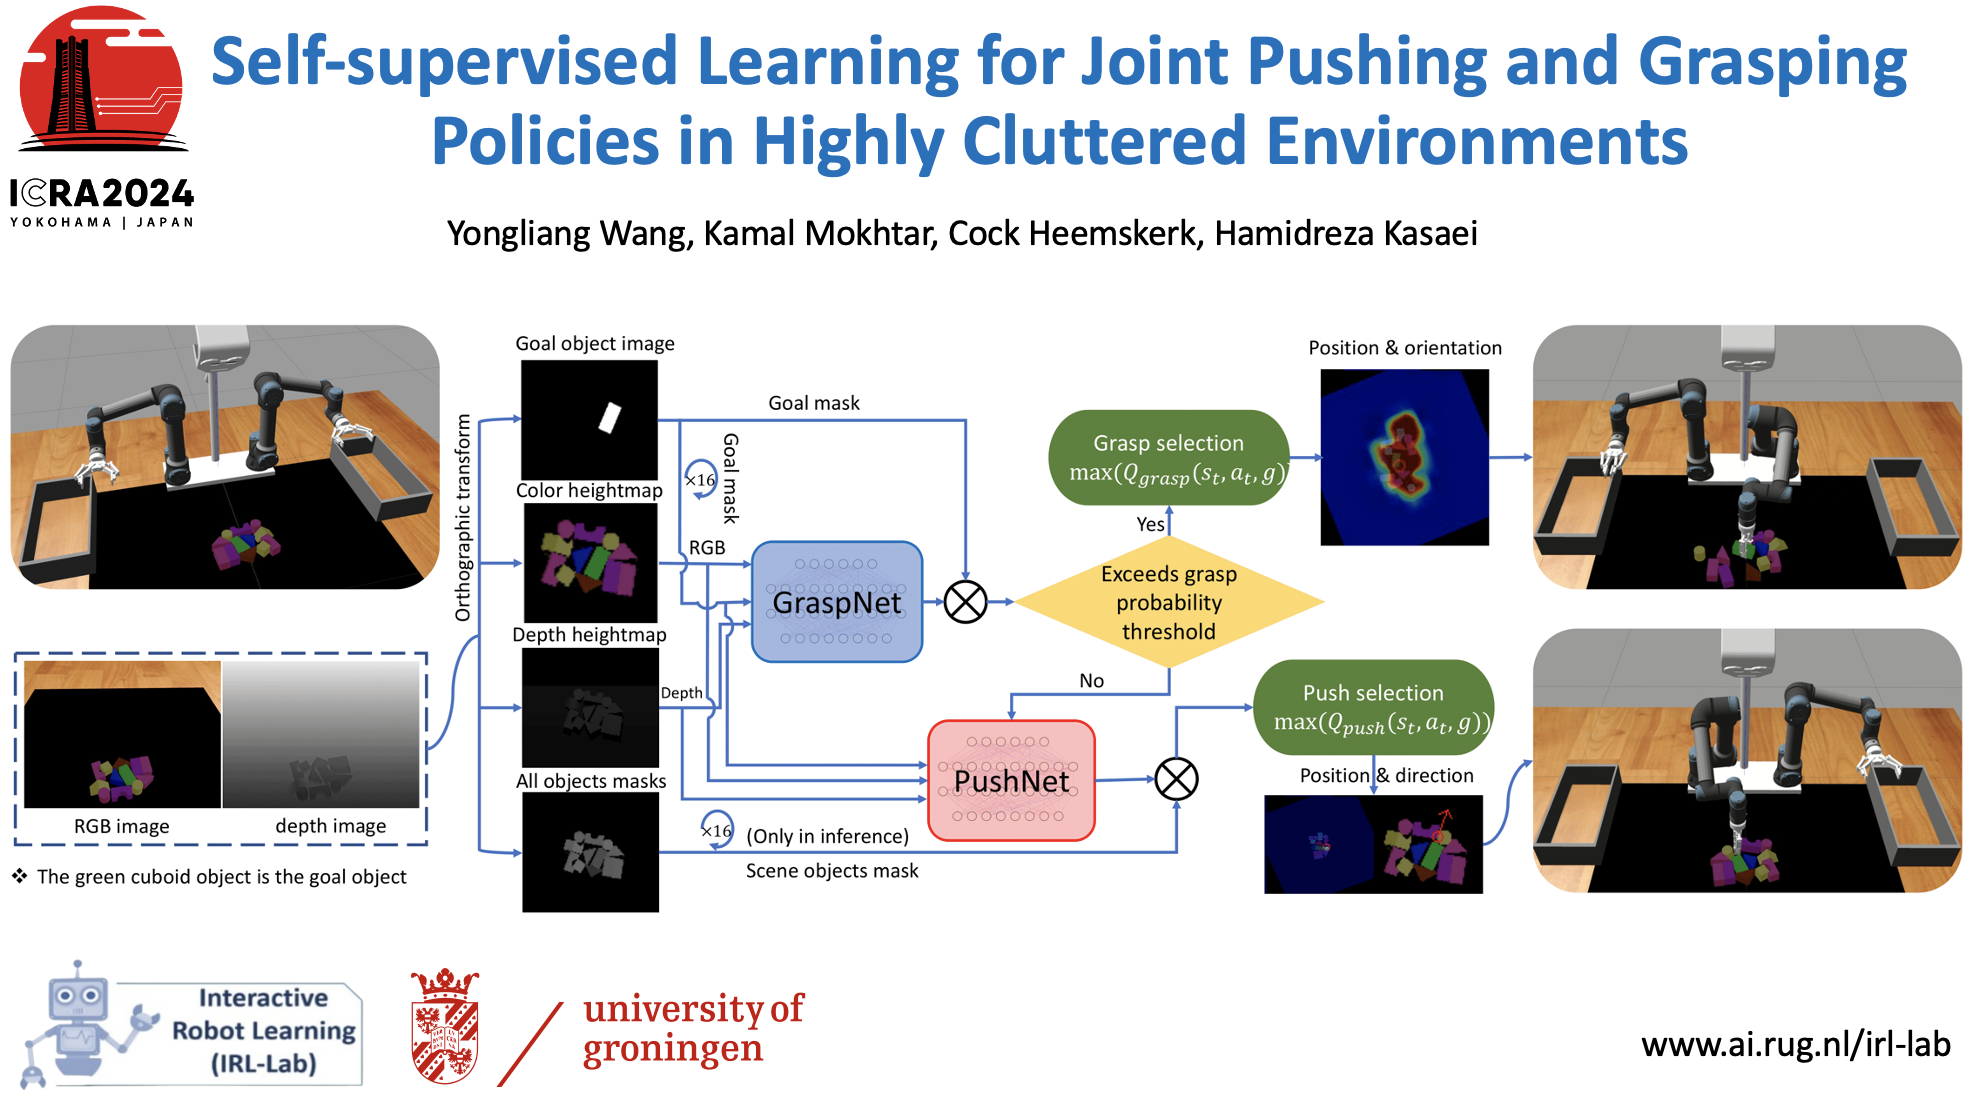 Self-supervised Learning for Joint Pushing and Grasping
Policies in Highly Cluttered Environments
ICRA2024
YOKOHAMA | JAPAN
Yongliang Wang, Kamal Mokhtar, Cock Heemskerk, Hamidreza Kasaei
Orthographic transform
Goal object image
Goal mask
Goal mask
×16
Color heightmap
RGB
GraspNet
Depth heightmap
Depth
All objects masks
×16
(Only in inference)
Scene objects mask
PushNet
Exceeds grasp
probability
threshold
Yes
No
Grasp selection
max(Q_grasp(s_t, a_t, g)
Position & orientation
Push selection
max(Q_push(s_t, a_t, g))
Position & direction
RGB image
depth image
❖ The green cuboid object is the goal object
Interactive
Robot Learning
(IRL-Lab)
university of
groningen
www.ai.rug.nl/irl-lab